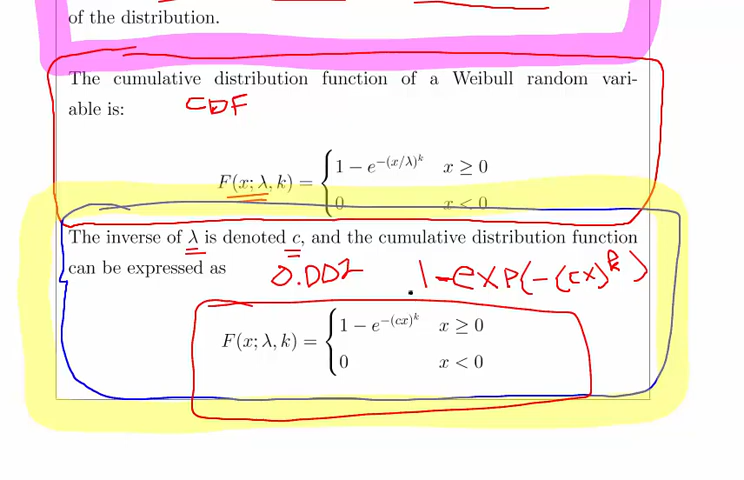 of the distribution.
The cumulative distribution function of a Weibull random vari-
able is: CDF
F(x; λ, k) = { 1 − e^{−(x/λ)^k} x ≥ 0
0 x < 0
The inverse of λ is denoted c, and the cumulative distribution function
can be expressed as 0.002 1-exp(-(cx)^k)
F(x; λ, k) = { 1 − e^{−(cx)^k} x ≥ 0
0 x < 0